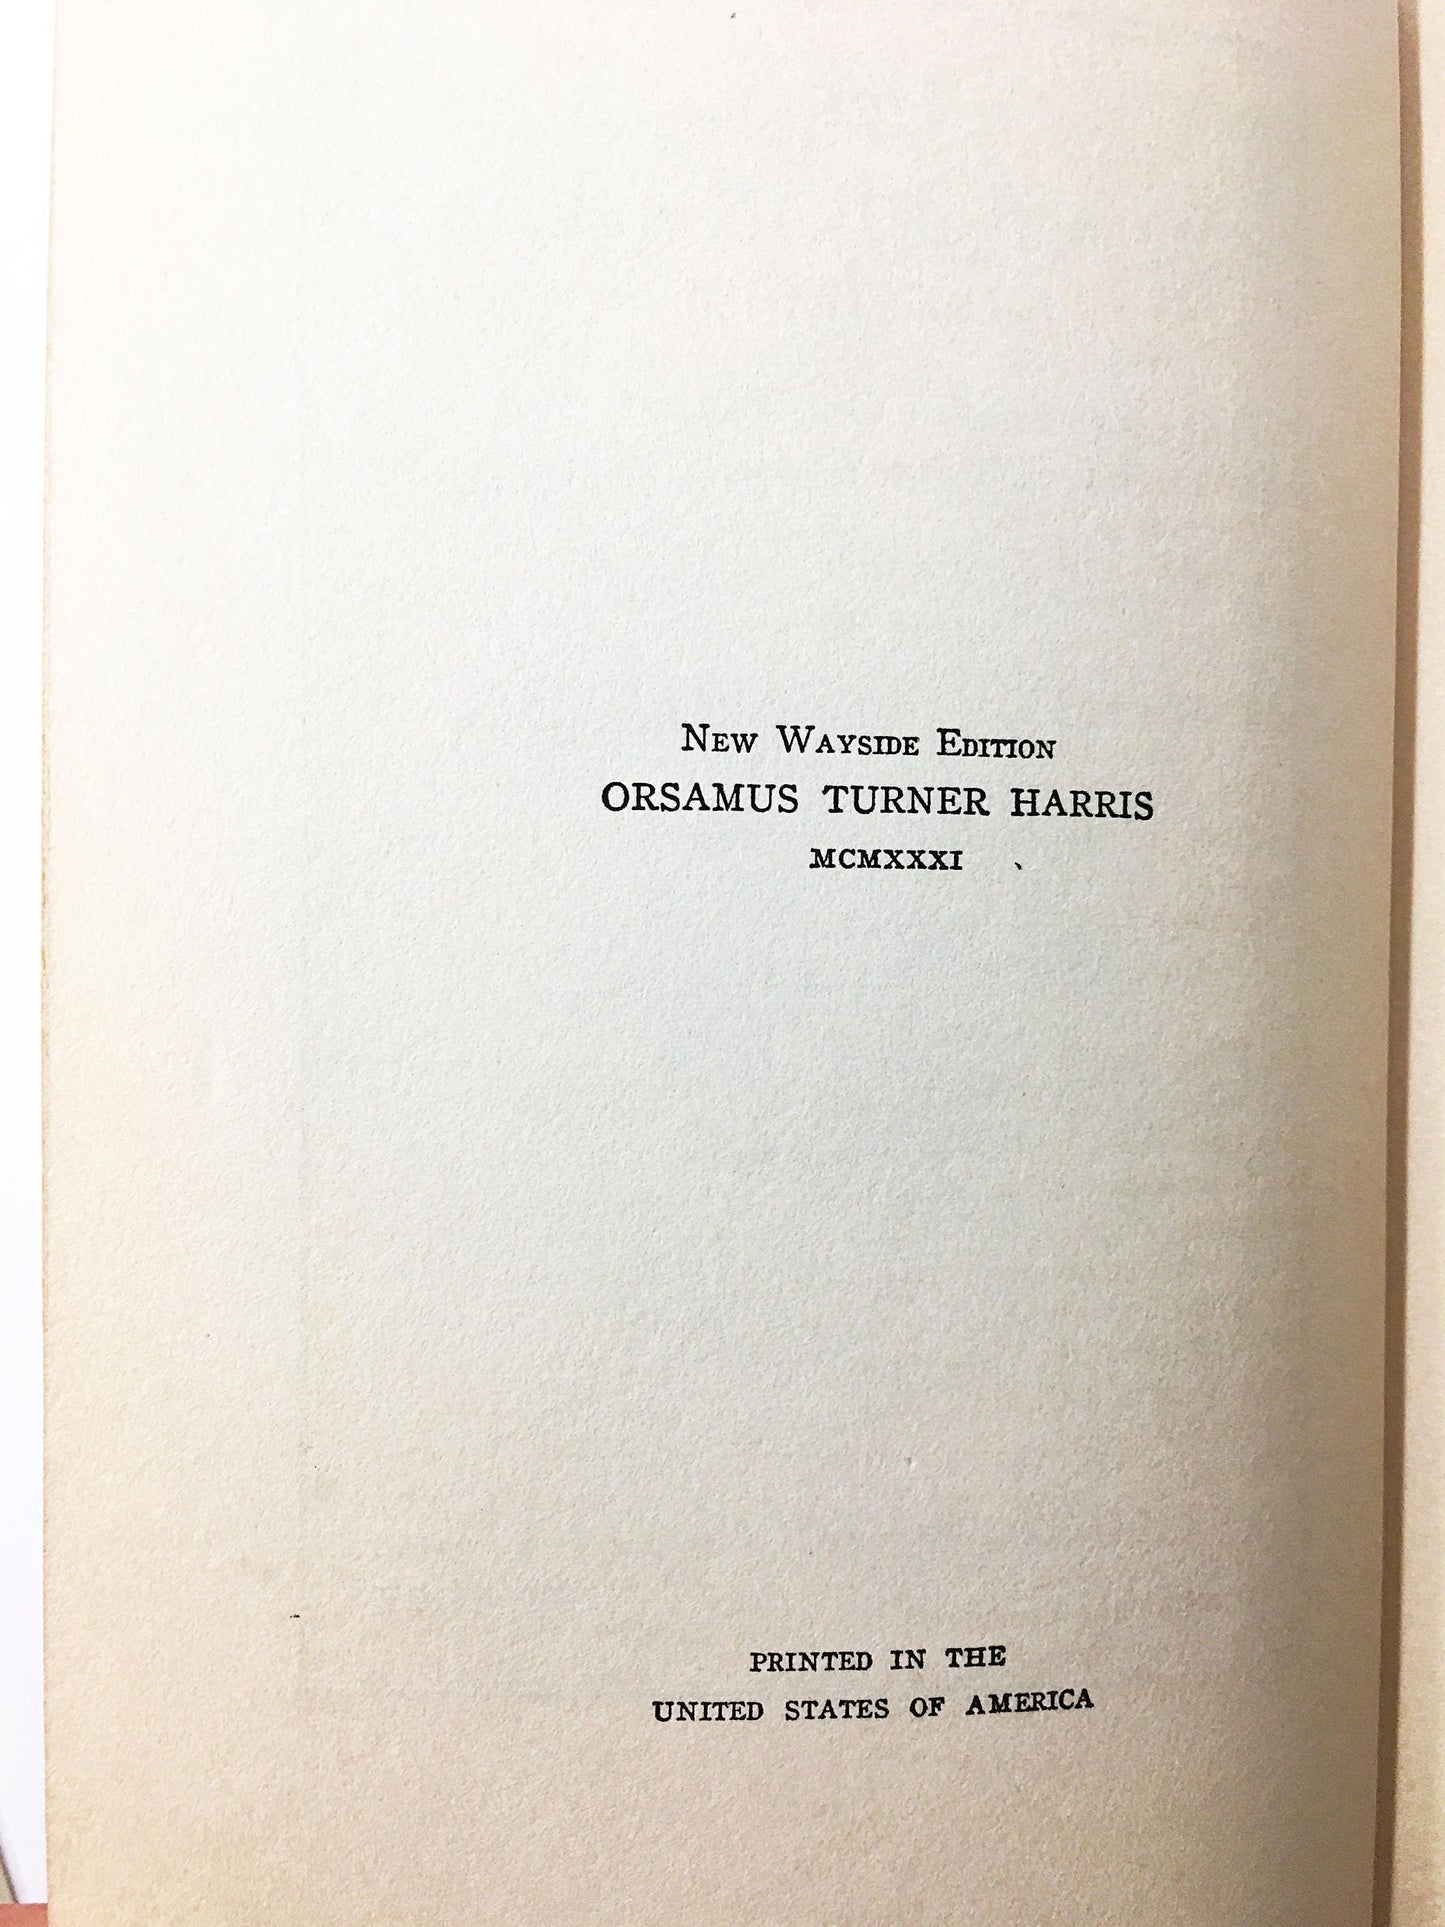 New Wayside Edition
ORSAMUS TURNER HARRIS
MCMXXXI
PRINTED IN THE
UNITED STATES OF AMERICA